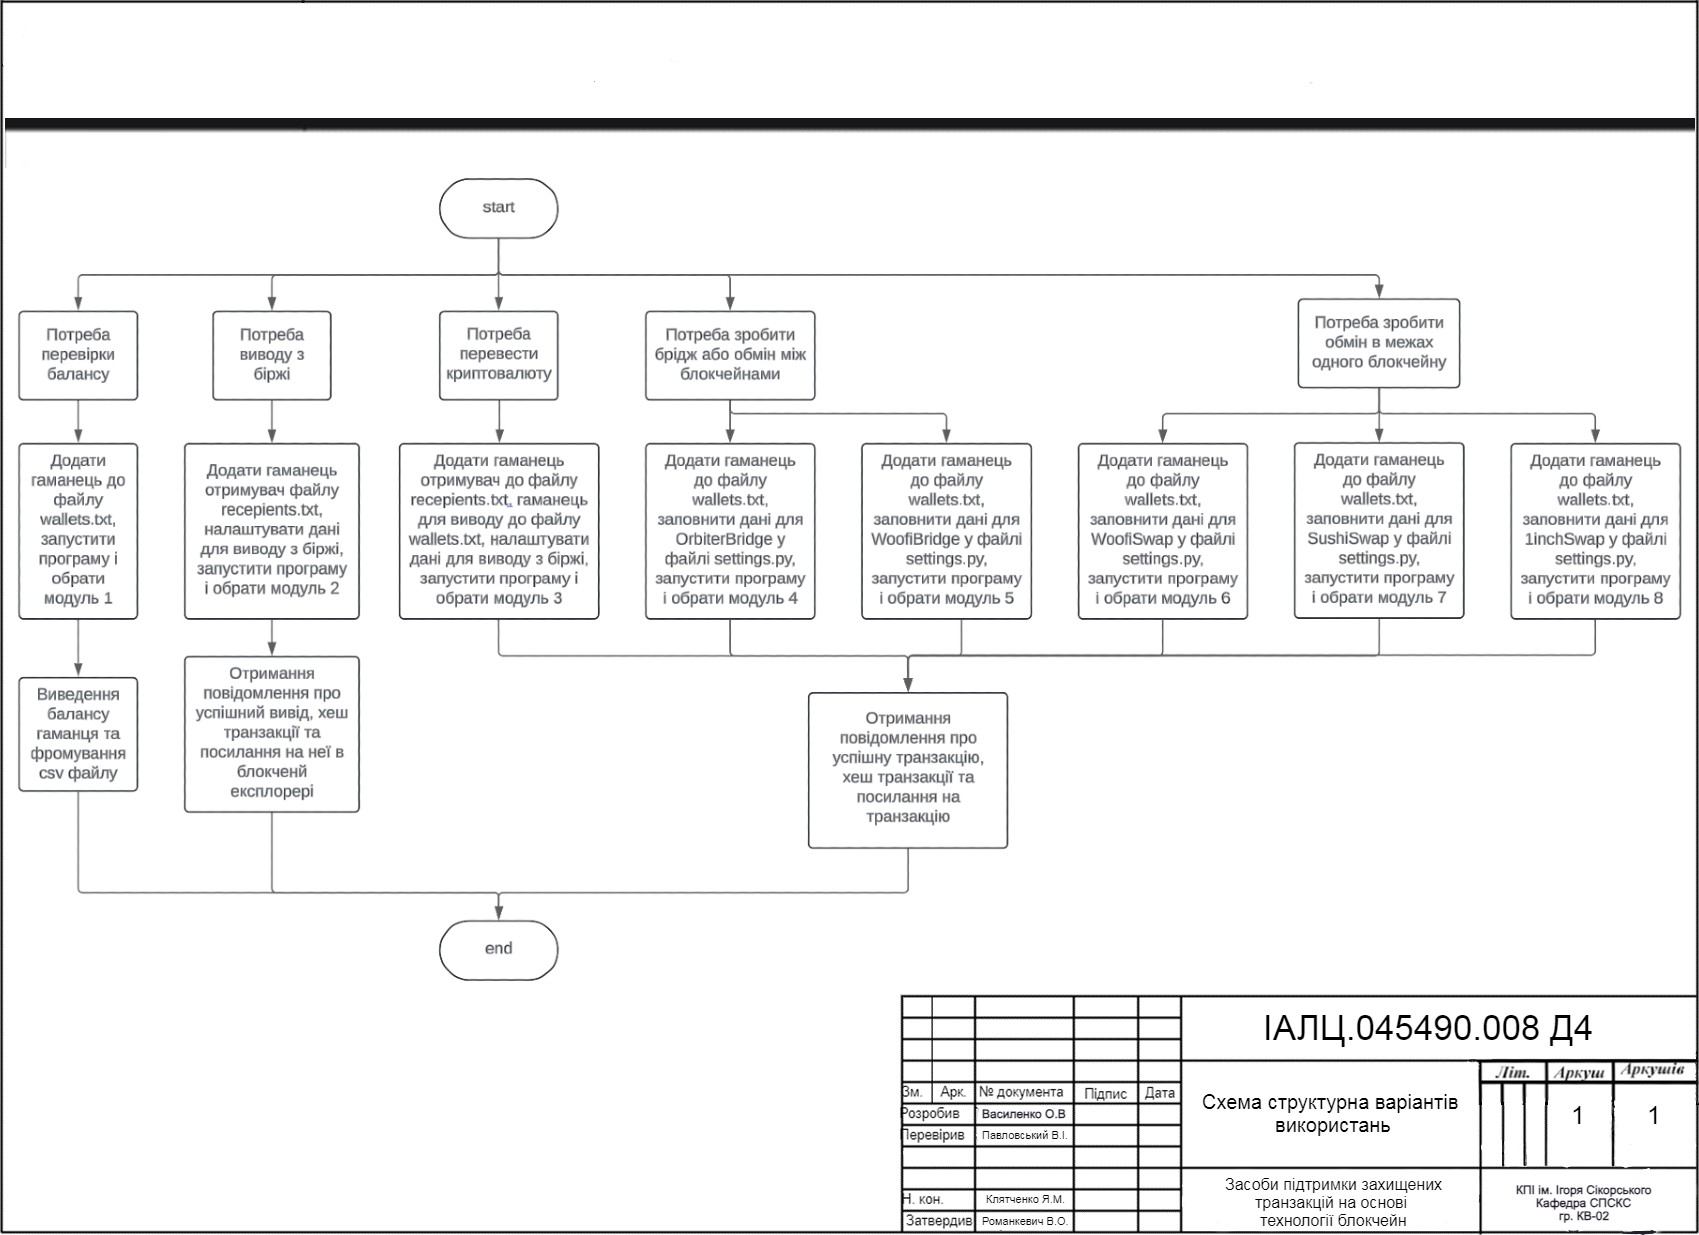 start
Потреба
перевірки
балансу
Потреба
виводу з
біржі
Потреба
перевести
криптовалюту
Потреба зробити
брідж або обмін між
блокчейнами
Потреба зробити
обмін в межах
одного блокчейну
Додати
гаманець до
файлу
wallets.txt,
запустити
програму і
обрати
модуль 1
Додати гаманець
отримувач файлу
recepients.txt,
налаштувати дані
для виводу з біржі,
запустити програму
і обрати модуль 2
Додати гаманець
отримувач до файлу
recepients.txt,, гаманець
для виводу до файлу
wallets.txt, налаштувати
дані для виводу з біржі,
запустити програму і
обрати модуль 3
Додати гаманець
до файлу
wallets.txt,
заповнити дані для
OrbiterBridge у
файлі settings.py,
запустити програму
і обрати модуль 4
Додати гаманець
до файлу
wallets.txt,
заповнити дані для
WoofiBridge у файлі
settings.py,
запустити програму
і обрати модуль 5
Додати гаманець
до файлу
wallets.txt,
заповнити дані для
WoofiSwap у файлі
settings.py,
запустити програму
і обрати модуль 6
Додати гаманець
до файлу
wallets.txt,
заповнити дані для
SushiSwap у файлі
settings.py,
запустити програму
і обрати модуль 7
Додати гаманець
до файлу
wallets.txt,
заповнити дані для
1inchSwap у файлі
settings.py,
запустити програму
і обрати модуль 8
Виведення
балансу
гаманця та
фромування
csv файлу
Отримання
повідомлення про
успішний вивід, хеш
транзакції та
посилання на неї в
блокчeнй
експлорері
Отримання
повідомлення про
успішну транзакцію,
хеш транзакції та
посилання на
транзакцію
end
ІАЛЦ.045490.008 Д4
Зм. Арк. № документа Підпис Дата
Розробив Василенко О.В
Перевірив Павловський В.І.
Н. кон. Клятченко Я.М.
Затвердив Романкевич В.О.
Схема структурна варіантів
використань
Літ. Аркуш Аркушів
1 1
Засоби підтримки захищених
транзакцій на основі
технології блокчейн
КПІ ім. Ігоря Сікорського
Кафедра СПСКС
гр. КВ-02